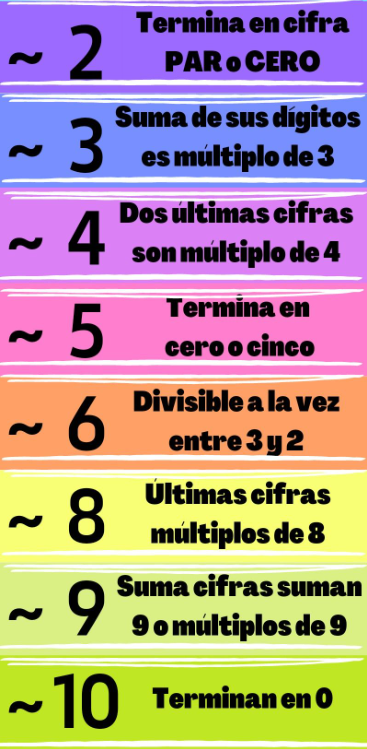 ~ 2 Termina en cifra
PAR o CERO
~ 3 Suma de sus dígitos
es múltiplo de 3
~ 4 Dos últimas cifras
son múltiplo de 4
~ 5 Termina en
cero o cinco
~ 6 Divisible a la vez
entre 3 y 2
~ 8 Últimas cifras
múltiplos de 8
~ 9 Suma cifras suman
9 o múltiplos de 9
~ 10 Terminan en 0